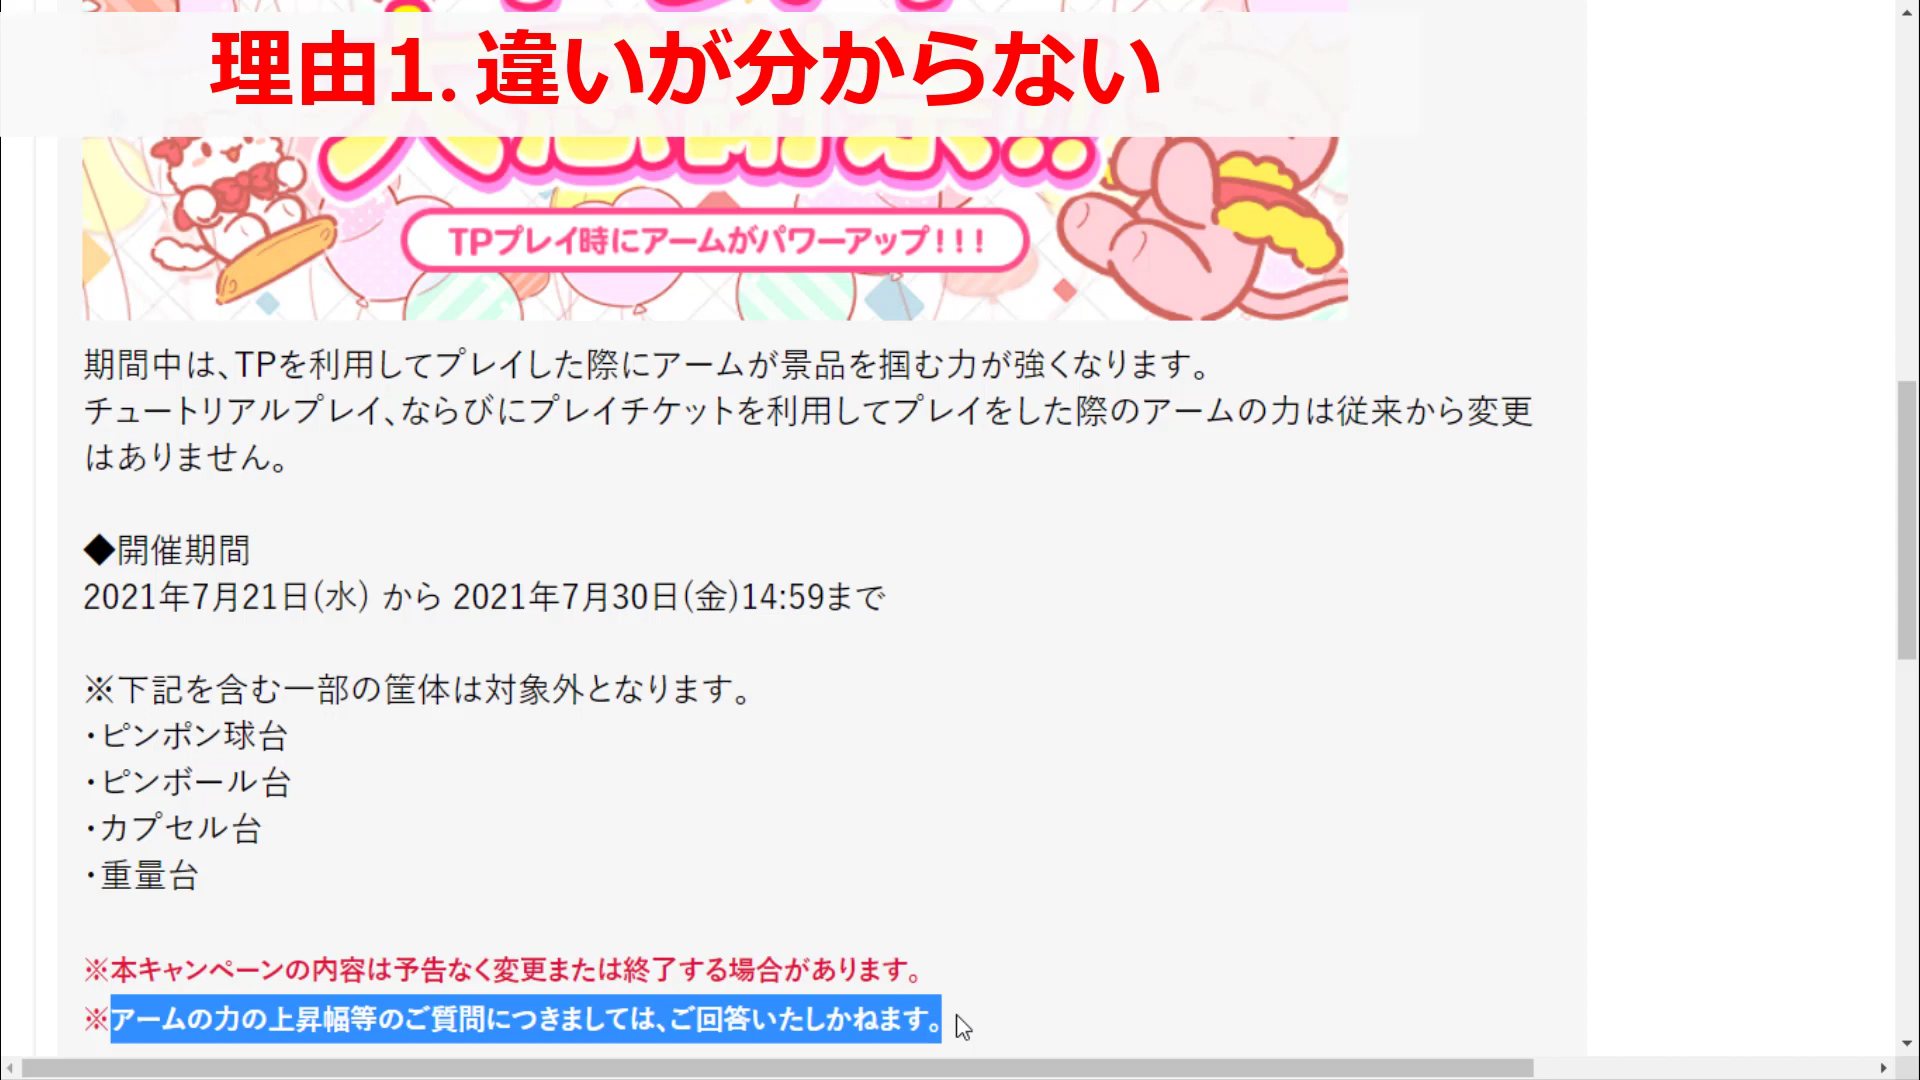 理由1. 違いが分からない
大感謝祭!!
TPプレイ時にアームがパワーアップ!!!
期間中は、TPを利用してプレイした際にアームが景品を掴む力が強くなります。
チュートリアルプレイ、ならびにプレイチケットを利用してプレイをした際のアームの力は従来から変更
はありません。
◆開催期間
2021年7月21日(水) から 2021年7月30日(金)14:59まで
※下記を含む一部の筐体は対象外となります。
・ピンポン球台
・ピンボール台
・カプセル台
・重量台
※本キャンペーンの内容は予告なく変更または終了する場合があります。
※アームの力の上昇幅等のご質問につきましては、ご回答いたしかねます。